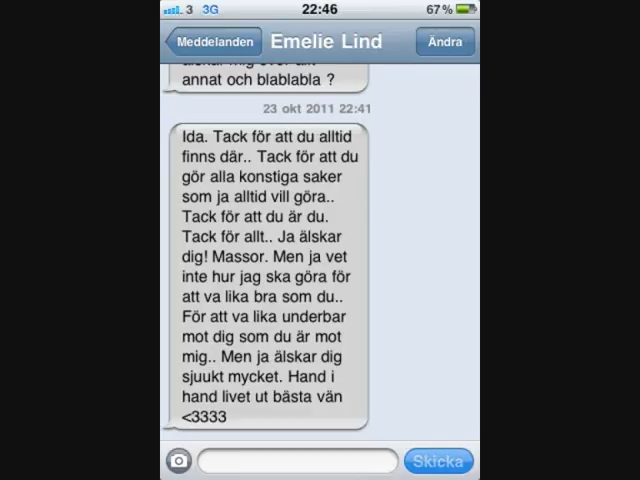 3 3G 22:46 67%
Meddelanden Emelie Lind Ändra
annat och blablabla ?
23 okt 2011 22:41
Ida. Tack för att du alltid
finns där.. Tack för att du
gör alla konstiga saker
som ja alltid vill göra..
Tack för att du är du.
Tack för allt.. Ja älskar
dig! Massor. Men ja vet
inte hur jag ska göra för
att va lika bra som du..
För att va lika underbar
mot dig som du är mot
mig.. Men ja älskar dig
sjuukt mycket. Hand i
hand livet ut bästa vän
<3333
Skicka